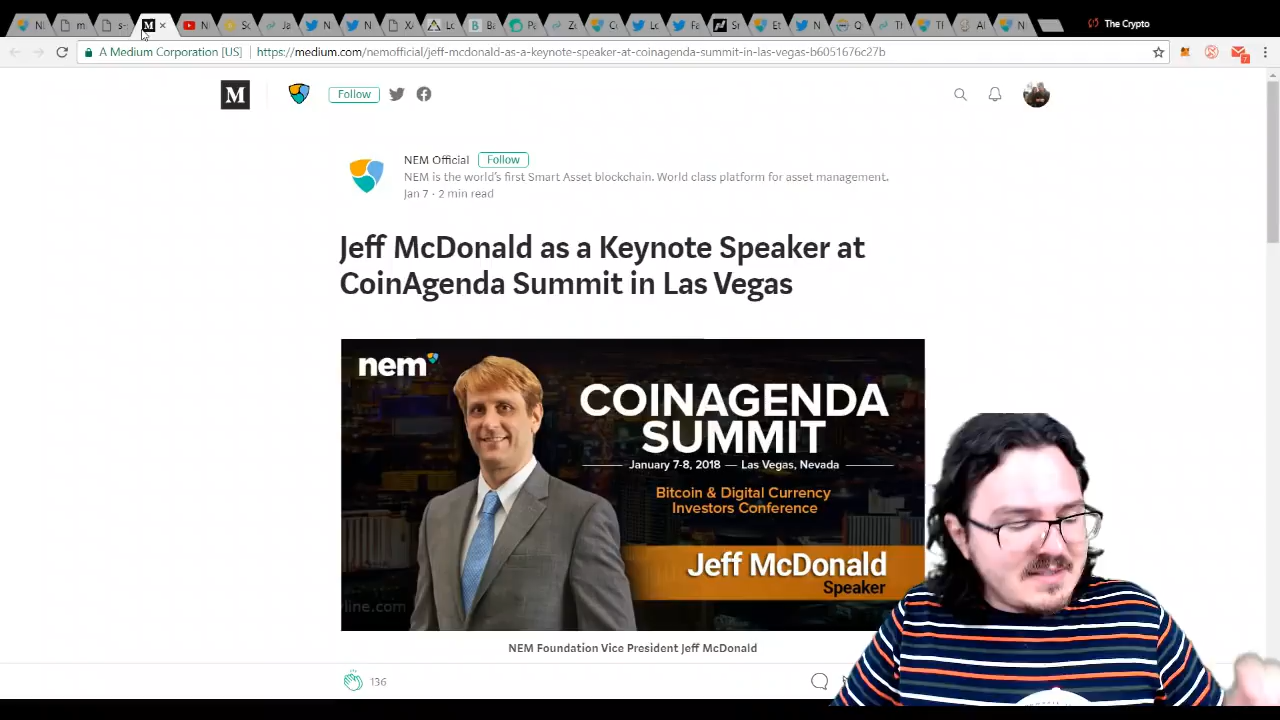 The Crypto
A Medium Corporation [US]
https://medium.com/nemofficial/jeff-mcdonald-as-a-keynote-speaker-at-coinagenda-summit-in-las-vegas-b6051676c27b
M
Follow
NEM Official Follow
NEM is the world's first Smart Asset blockchain. World class platform for asset management.
Jan 7 · 2 min read
Jeff McDonald as a Keynote Speaker at
CoinAgenda Summit in Las Vegas
nem
COINAGENDA
SUMMIT
January 7-8, 2018 — Las Vegas, Nevada
Bitcoin & Digital Currency
Investors Conference
Jeff McDonald
Speaker
line.com
NEM Foundation Vice President Jeff McDonald
136